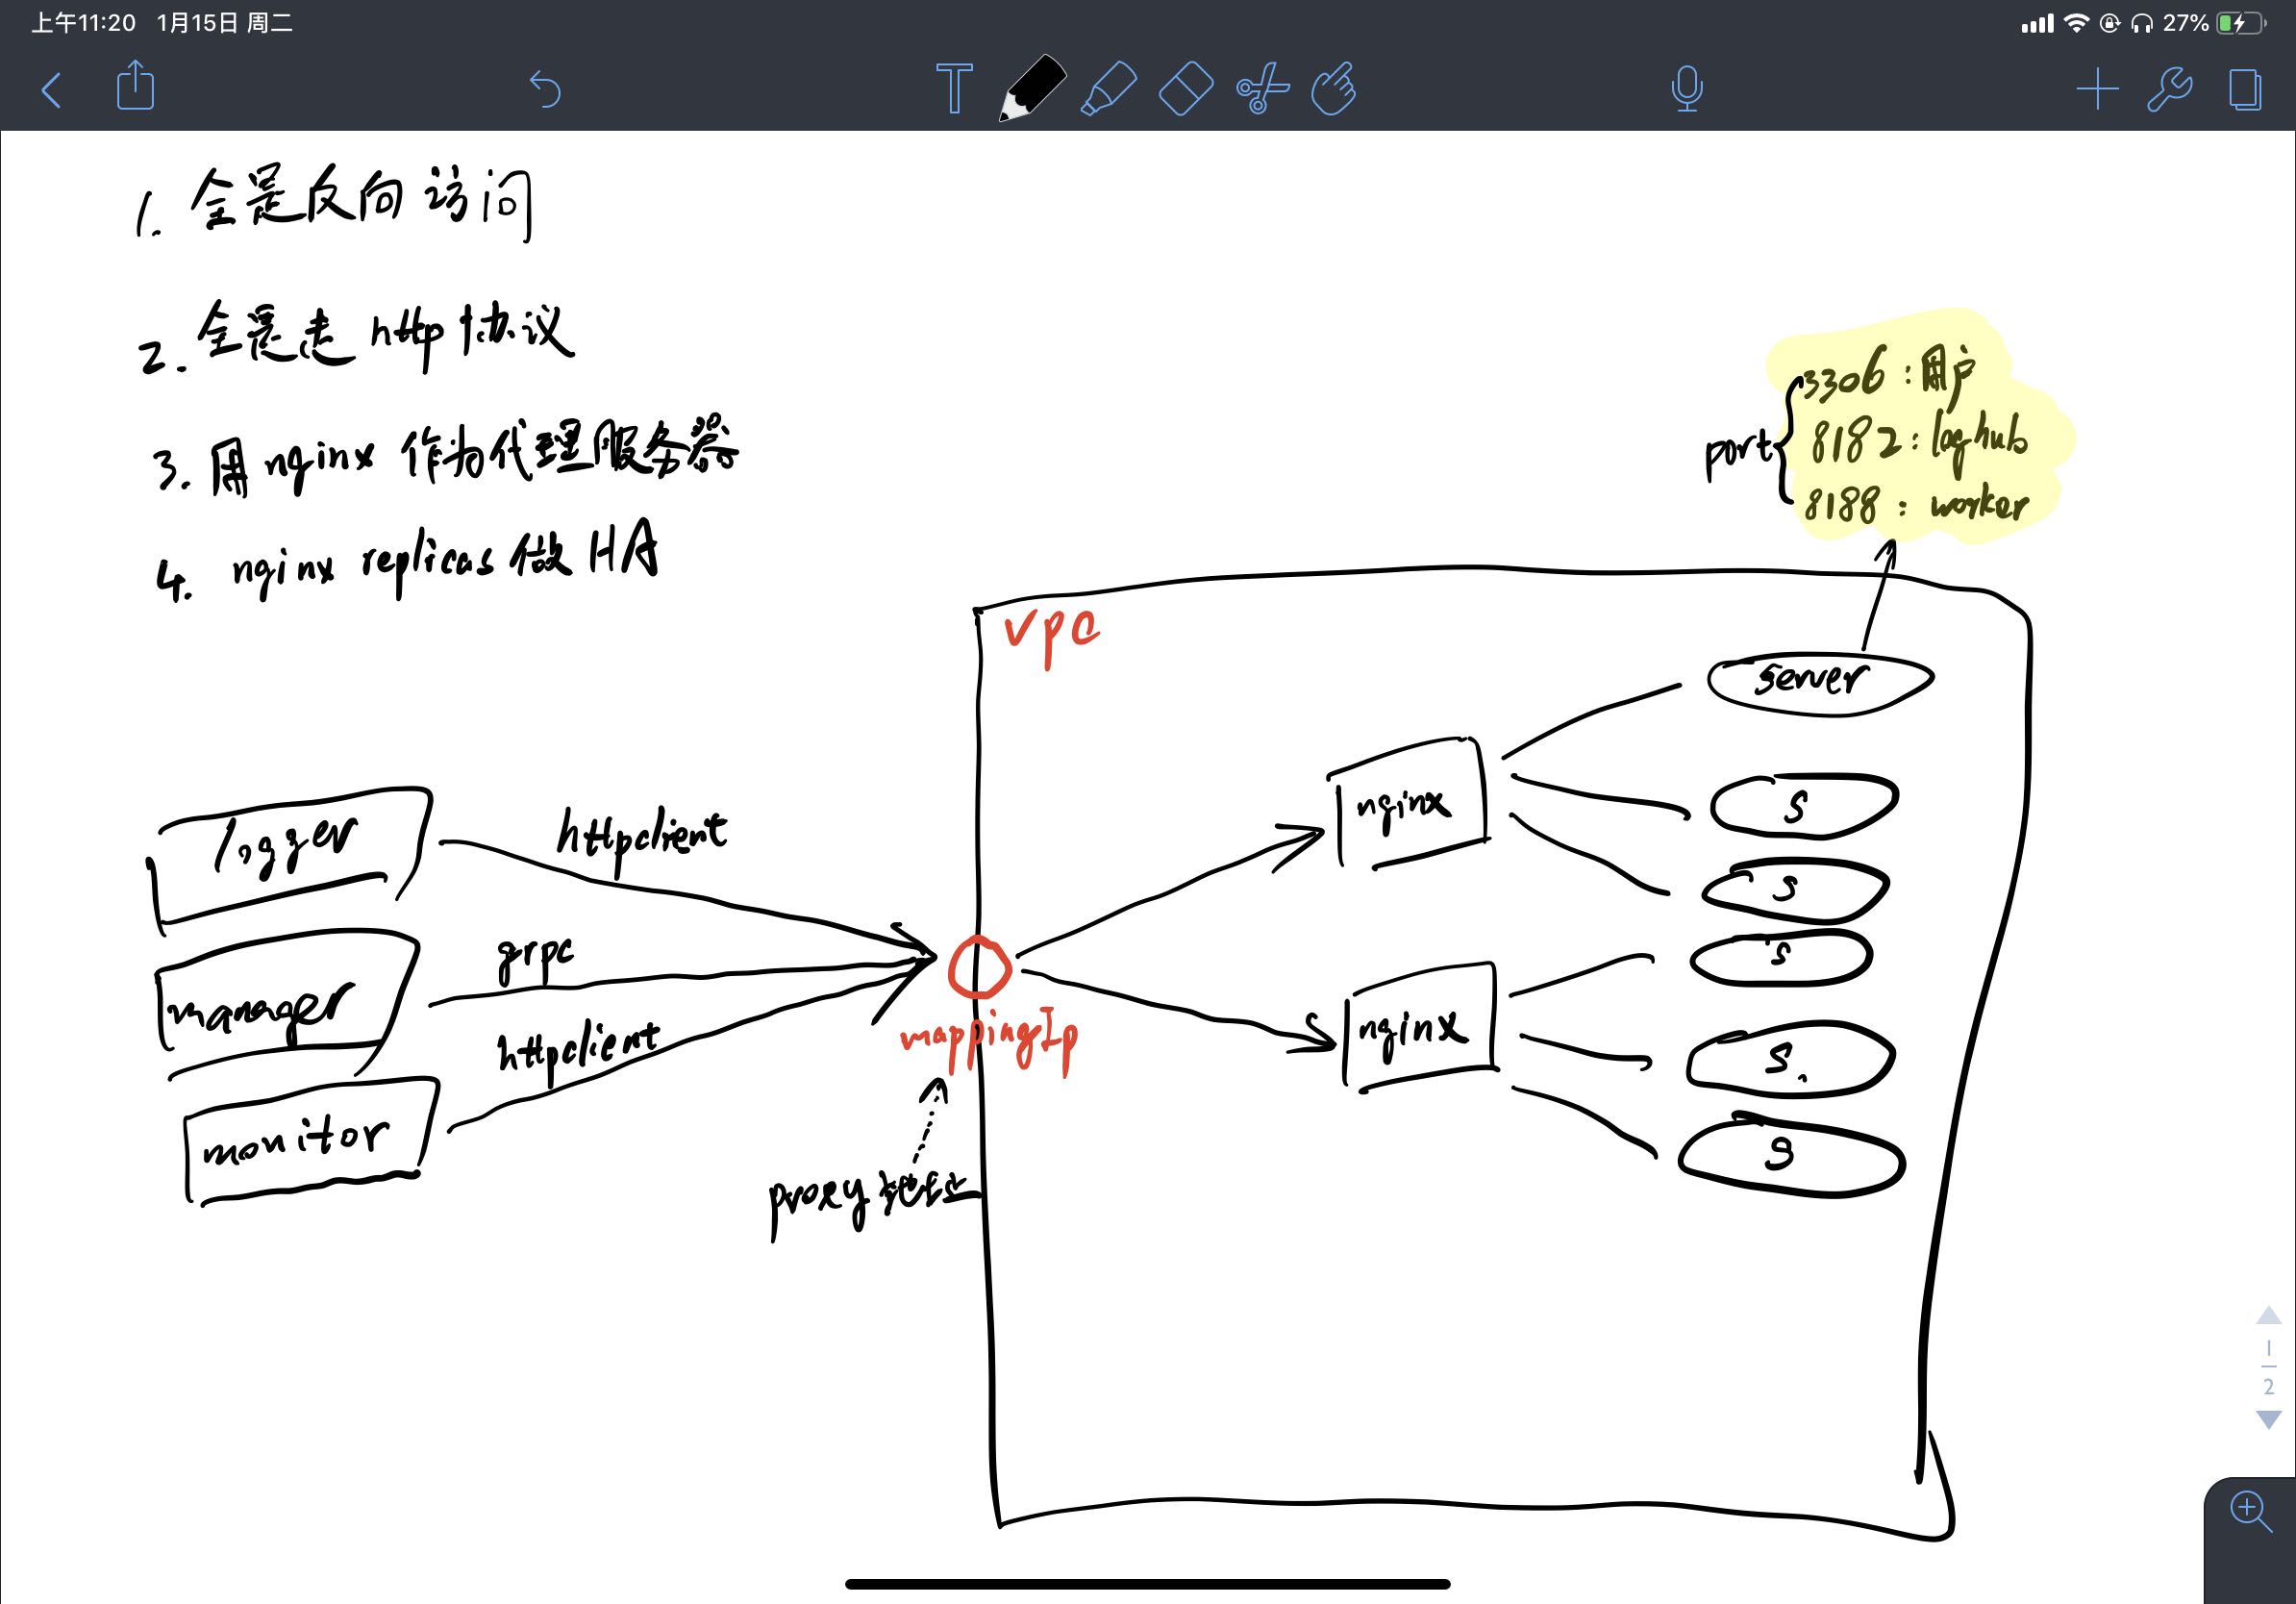 上午11:20 1月15日 周二
27%
1. 全是反向访问
2. 全是走 http 协议
3. 用 nginx 作为代理服务器
4. nginx replicas 做 HA
port
3306 : 用户
8182 : loghub
8188 : worker
vpc
server
nginx
s
s
s
s.
s
logger
httpclient
manager
grpc
monitor
httpclient
mappingIp
nginx
proxy
1
2